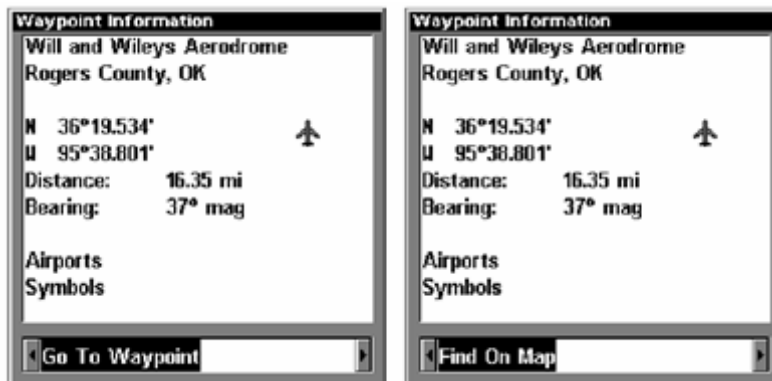 Waypoint Information
Will and Wileys Aerodrome
Rogers County, OK
N 36°19.534'
W 95°38.801'
Distance: 16.35 mi
Bearing: 37° mag
Airports
Symbols
Go To Waypoint
Waypoint Information
Will and Wileys Aerodrome
Rogers County, OK
N 36°19.534'
W 95°38.801'
Distance: 16.35 mi
Bearing: 37° mag
Airports
Symbols
Find On Map